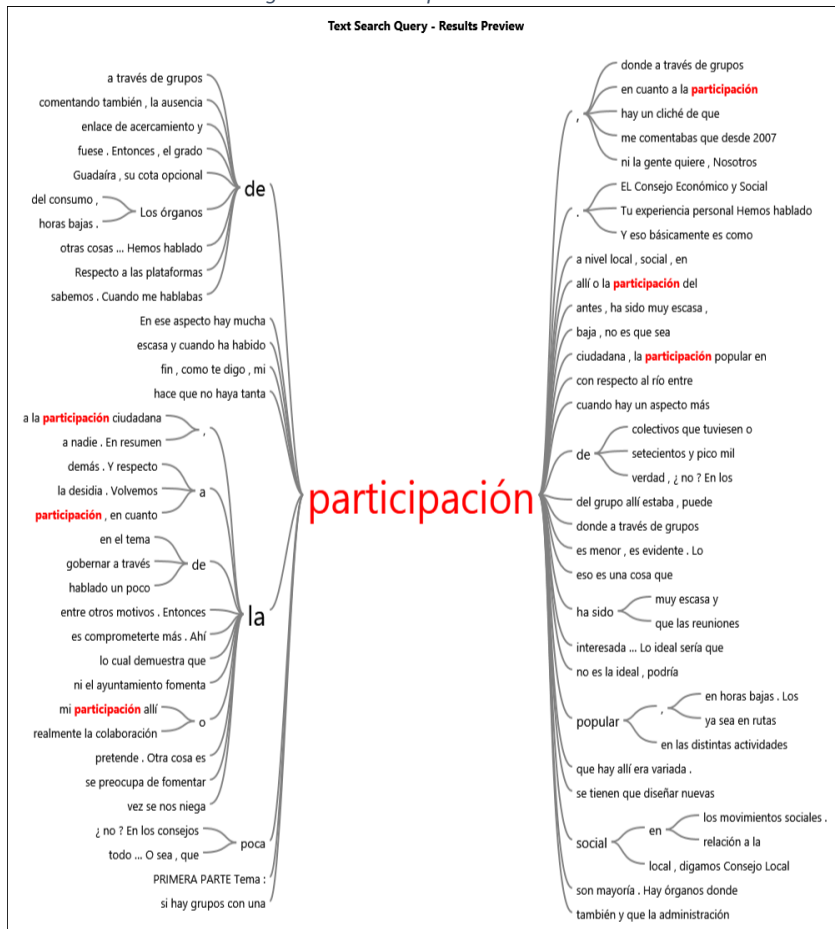 Text Search Query - Results Preview
a través de grupos
comentando también , la ausencia
enlace de acercamiento y
fuese . Entonces , el grado
Guadaíra , su cota opcional
del consumo ,
horas bajas .
Los órganos
otras cosas ... Hemos hablado
Respecto a las plataformas
sabemos . Cuando me hablabas
de
En ese aspecto hay mucha
escasa y cuando ha habido
fin , como te digo , mi
hace que no haya tanta
a la participación ciudadana
a nadie . En resumen
,
demás . Y respecto
la desidia . Volvemos
participación , en cuanto
a
en el tema
gobernar a través
hablado un poco
de
entre otros motivos . Entonces
es comprometerte más . Ahí
lo cual demuestra que
ni el ayuntamiento fomenta
mi participación allí
realmente la colaboración
o
pretende . Otra cosa es
se preocupa de fomentar
vez se nos niega
la
¿ no ? En los consejos
todo ... O sea , que
poca
PRIMERA PARTE Tema :
si hay grupos con una
participación
,
donde a través de grupos
en cuanto a la participación
hay un cliché de que
me comentabas que desde 2007
ni la gente quiere , Nosotros
.
EL Consejo Económico y Social
Tu experiencia personal Hemos hablado
Y eso básicamente es como
a nivel local , social , en
allí o la participación del
antes , ha sido muy escasa ,
baja , no es que sea
ciudadana , la participación popular en
con respecto al río entre
cuando hay un aspecto más
de
colectivos que tuviesen o
setecientos y pico mil
verdad , ¿ no ? En los
del grupo allí estaba , puede
donde a través de grupos
es menor , es evidente . Lo
eso es una cosa que
ha sido
muy escasa y
que las reuniones
interesada ... Lo ideal sería que
no es la ideal , podría
popular
,
en horas bajas . Los
ya sea en rutas
en las distintas actividades
que hay allí era variada .
se tienen que diseñar nuevas
social
en
los movimientos sociales .
relación a la
local , digamos Consejo Local
son mayoría . Hay órganos donde
también y que la administración